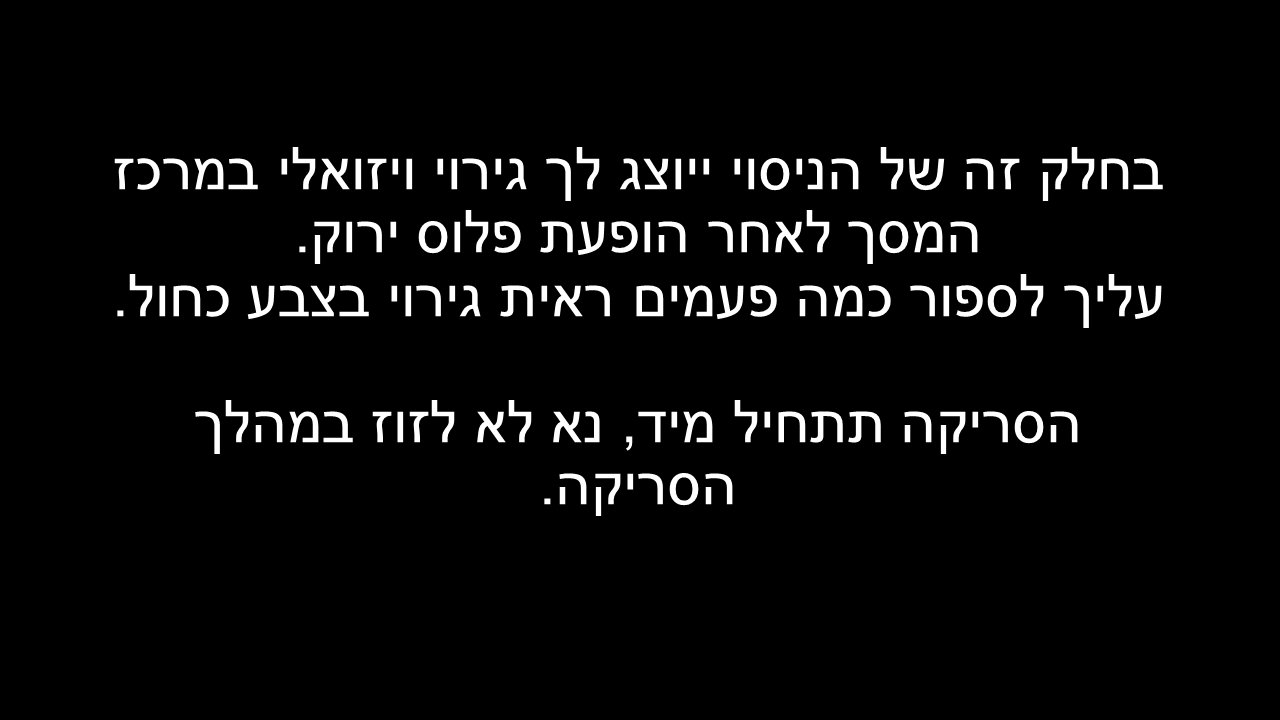 בחלק זה של הניסוי ייוצג לך גירוי ויזואלי במרכז
המסך לאחר הופעת פלוס ירוק.
עליך לספור כמה פעמים ראית גירוי בצבע כחול.
הסריקה תתחיל מיד, נא לא לזוז במהלך
הסריקה.